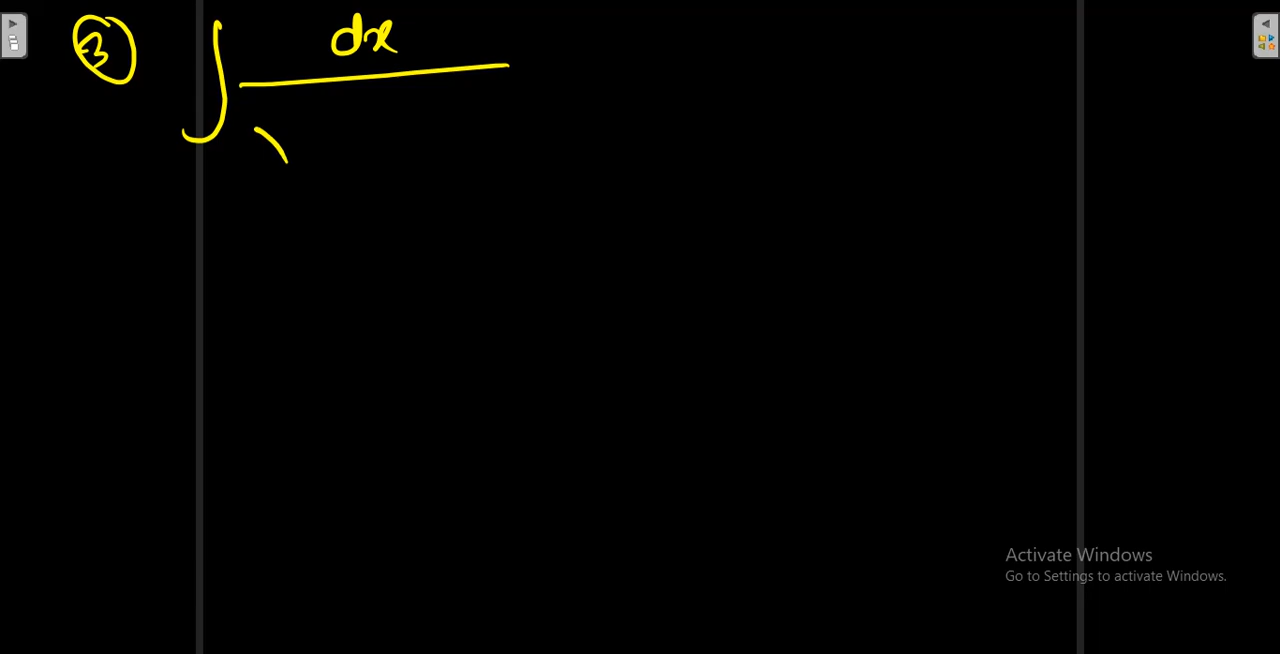 ③ ∫ dx
Activate Windows
Go to Settings to activate Windows.